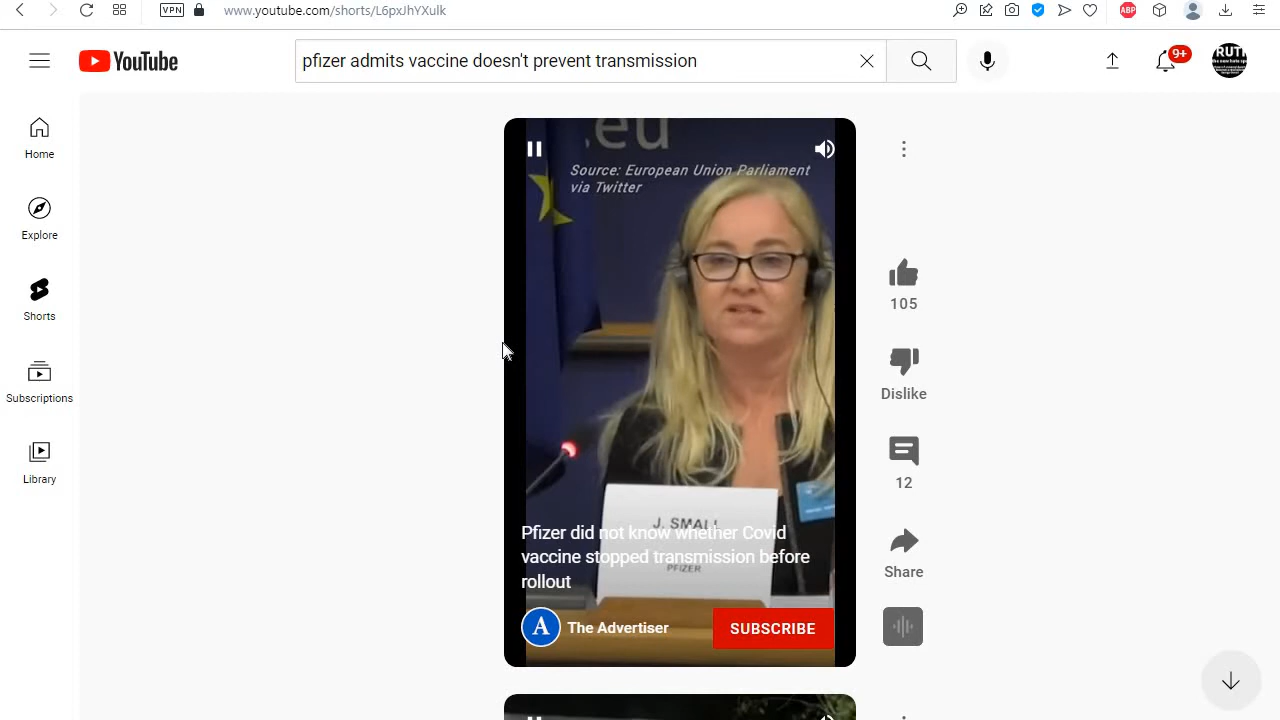 VPN
www.youtube.com/shorts/L6pxJhYXulk
ABP
YouTube
pfizer admits vaccine doesn't prevent transmission
9+
Home
Explore
Shorts
Subscriptions
Library
.eu
Source: European Union Parliament
via Twitter
J. SMALL
PFIZER
Pfizer did not know whether Covid
vaccine stopped transmission before
rollout
A
The Advertiser
SUBSCRIBE
105
Dislike
12
Share